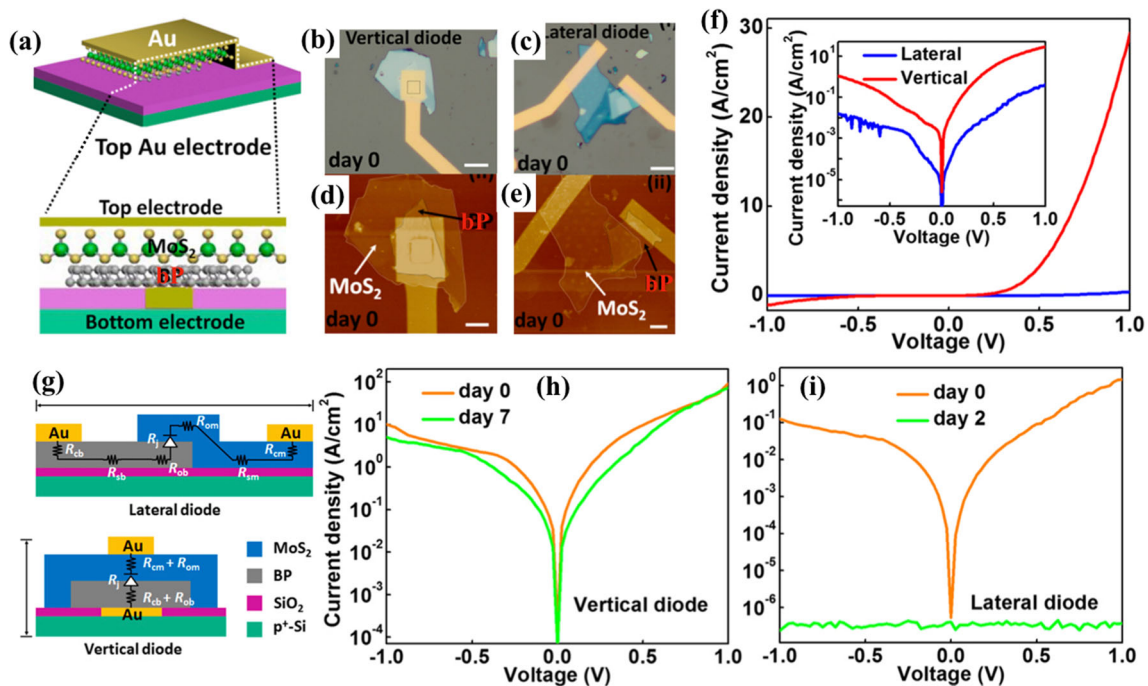 (a)
Au
Top Au electrode
Top electrode
MoS2
BP
Bottom electrode
(b)
Vertical diode
day 0
(c)
Lateral diode
day 0
(d)
bP
MoS2
day 0
(e)
(ii)
bP
MoS2
day 0
(f)
Current density (A/cm2)
30
20
10
0
-1.0
-0.5
0.0
0.5
1.0
Voltage (V)
Lateral
Vertical
Current density (A/cm2)
10^1
10^-1
10^-3
10^-5
-1.0
-0.5
0.0
0.5
1.0
Voltage (V)
(g)
Au
Rcb
Rsb
Rob
Rj
Rom
Rsm
Rcm
Au
Lateral diode
Au
Rcm + Rom
Rj
Rcb + Rob
Au
Vertical diode
MoS2
BP
SiO2
p+-Si
(h)
day 0
day 7
Current density (A/cm2)
10^2
10^1
10^0
10^-1
10^-2
10^-3
10^-4
-1.0
-0.5
0.0
0.5
1.0
Voltage (V)
Vertical diode
(i)
day 0
day 2
Current density (A/cm2)
10^0
10^-1
10^-2
10^-3
10^-4
10^-5
10^-6
-1.0
-0.5
0.0
0.5
1.0
Voltage (V)
Lateral diode